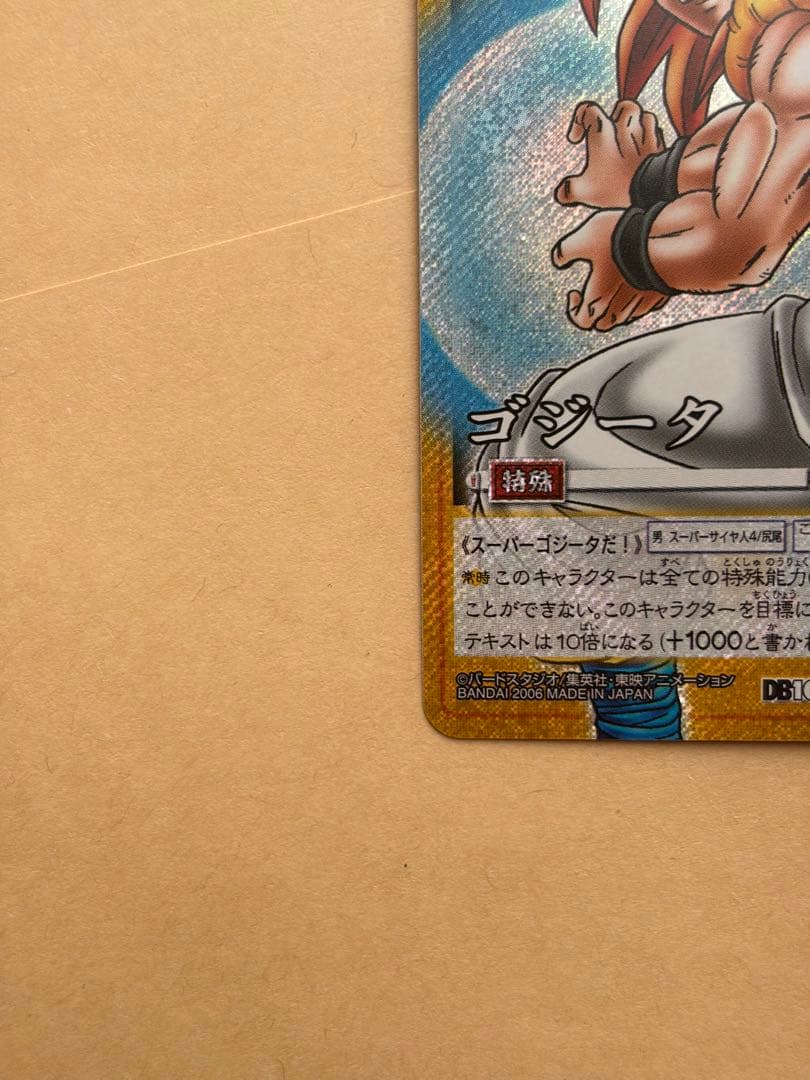 ゴジータ
特殊
《スーパーゴジータだ!》 男 スーパーサイヤ人4/尻尾 こ
常時 このキャラクターは全ての特殊能力
ことができない。このキャラクターを目標に
テキストは10倍になる(+1000と書かれ
©バードスタジオ/集英社・東映アニメーション
BANDAI 2006 MADE IN JAPAN DB10